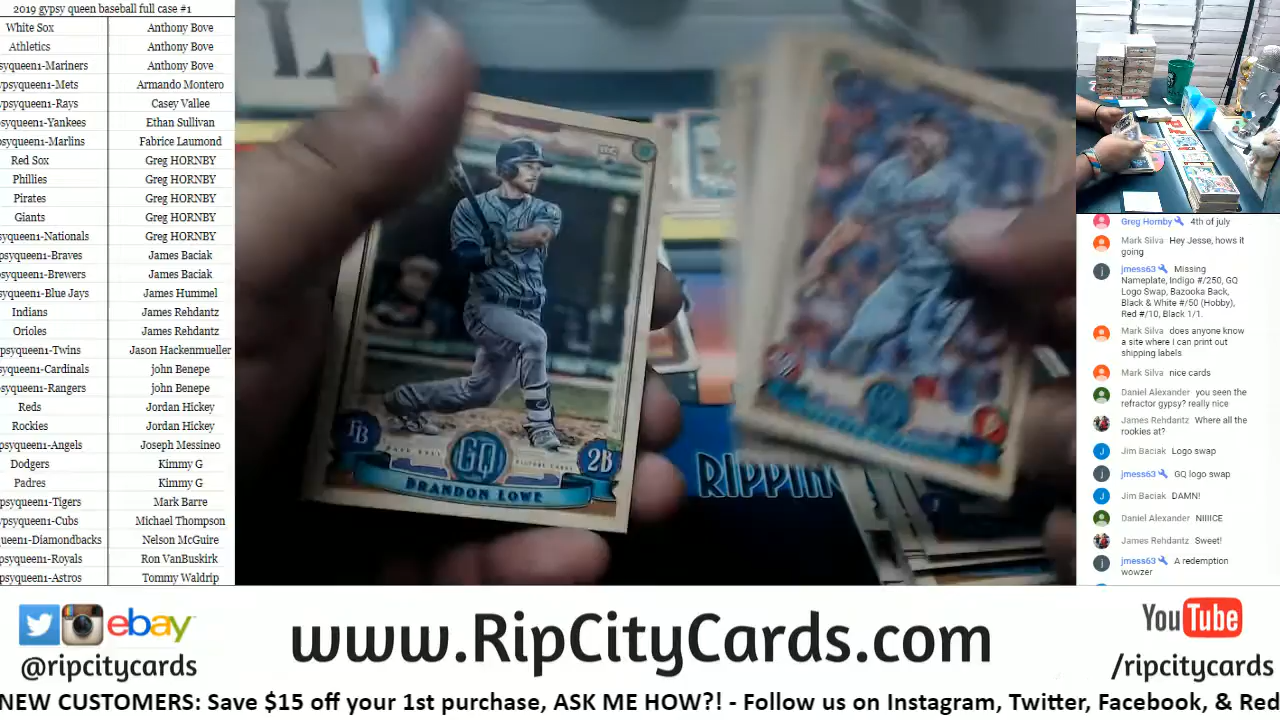 2019 gypsy queen baseball full case #1
White Sox Anthony Bove
Athletics Anthony Bove
syqueen1-Mariners Anthony Bove
ypsyqueen1-Mets Armando Montero
ypsyqueen1-Rays Casey Vallee
psyqueen1-Yankees Ethan Sullivan
psyqueen1-Marlins Fabrice Laumond
Red Sox Greg HORNBY
Phillies Greg HORNBY
Pirates Greg HORNBY
Giants Greg HORNBY
syqueen1-Nationals Greg HORNBY
psyqueen1-Braves James Baciak
psyqueen1-Brewers James Baciak
syqueen1-Blue Jays James Hummel
Indians James Rehdantz
Orioles James Rehdantz
psyqueen1-Twins Jason Hackenmueller
psyqueen1-Cardinals john Benepe
psyqueen1-Rangers john Benepe
Reds Jordan Hickey
Rockies Jordan Hickey
psyqueen1-Angels Joseph Messineo
Dodgers Kimmy G
Padres Kimmy G
psyqueen1-Tigers Mark Barre
ypsyqueen1-Cubs Michael Thompson
ueen1-Diamondbacks Nelson McGuire
psyqueen1-Royals Ron VanBuskirk
psyqueen1-Astros Tommy Waldrip
GQ
2B
BRANDON LOWE
RIPPIN
Greg Hornby 4th of july
Mark Silva Hey Jesse, hows it
going
jmess63 Missing
Nameplate, Indigo #/250, GQ
Logo Swap, Bazooka Back,
Black & White #/50 (Hobby),
Red #/10, Black 1/1.
Mark Silva does anyone know
a site where I can print out
shipping labels
Mark Silva nice cards
Daniel Alexander you seen the
refractor gypsy? really nice
James Rehdantz Where all the
rookies at?
Jim Baciak Logo swap
jmess63 GQ logo swap
Jim Baciak DAMN!
Daniel Alexander NIIIICE
James Rehdantz Sweet!
jmess63 A redemption
wowzer
ebay
@ripcitycards
www.RipCityCards.com
YouTube
/ripcitycards
NEW CUSTOMERS: Save $15 off your 1st purchase, ASK ME HOW?! - Follow us on Instagram, Twitter, Facebook, & Red